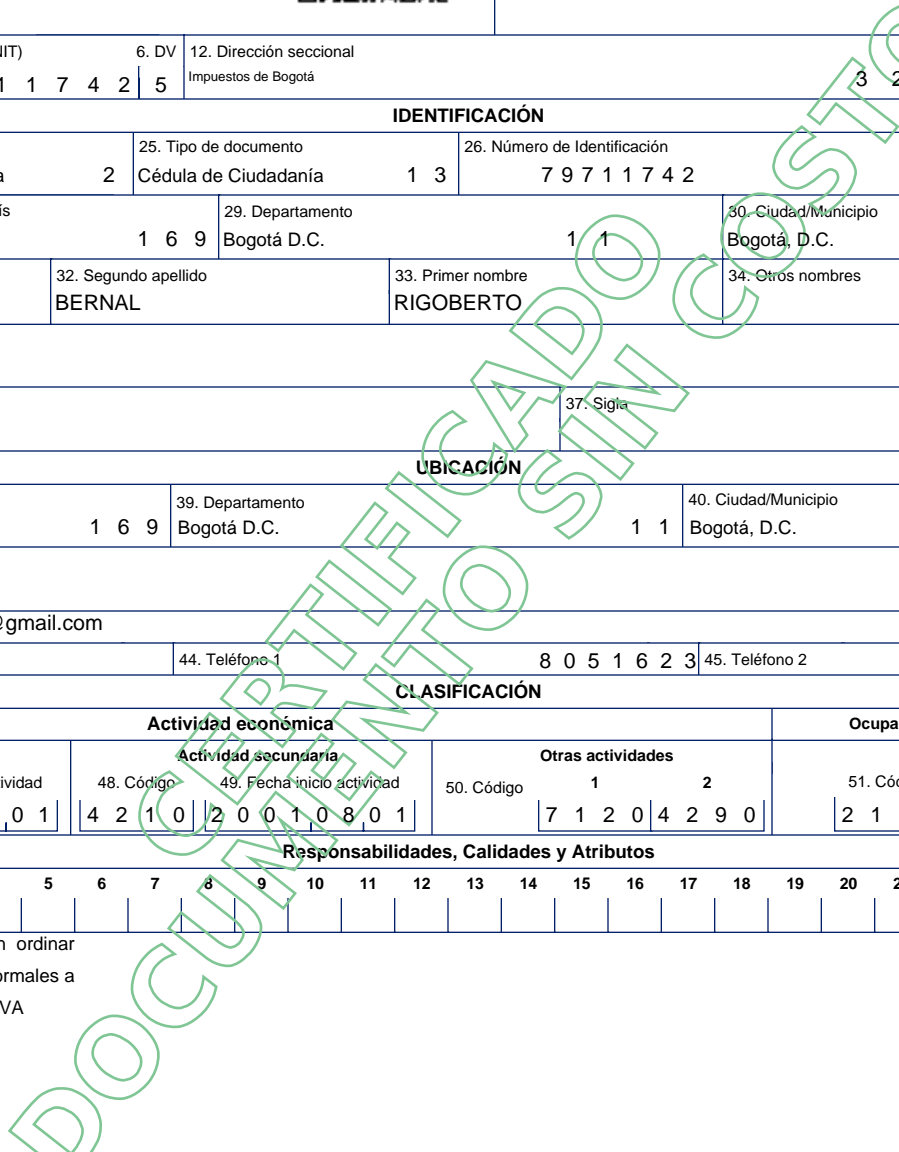 NIT) 6. DV 12. Dirección seccional
1 1 7 4 2 5 Impuestos de Bogotá 3 2
IDENTIFICACIÓN
25. Tipo de documento 26. Número de Identificación
a 2 Cédula de Ciudadanía 1 3 7 9 7 1 1 7 4 2
ís 29. Departamento 30. Ciudad/Municipio
1 6 9 Bogotá D.C. 1 1 Bogotá, D.C.
32. Segundo apellido 33. Primer nombre 34. Otros nombres
BERNAL RIGOBERTO
37. Sigla
UBICACIÓN
39. Departamento 40. Ciudad/Municipio
1 6 9 Bogotá D.C. 1 1 Bogotá, D.C.
@gmail.com
44. Teléfono 1 8 0 5 1 6 2 3 45. Teléfono 2
CLASIFICACIÓN
Actividad económica Ocupa
Actividad secundaria Otras actividades
ividad 48. Código 49. Fecha inicio actividad 50. Código 1 2 51. Cód
0 1 4 2 1 0 2 0 0 1 0 8 0 1 7 1 2 0 4 2 9 0 2 1
Responsabilidades, Calidades y Atributos
5 6 7 8 9 10 11 12 13 14 15 16 17 18 19 20 2
n ordinar
ormales a
VA
CERTIFICADO
DOCUMENTO SIN COSTO